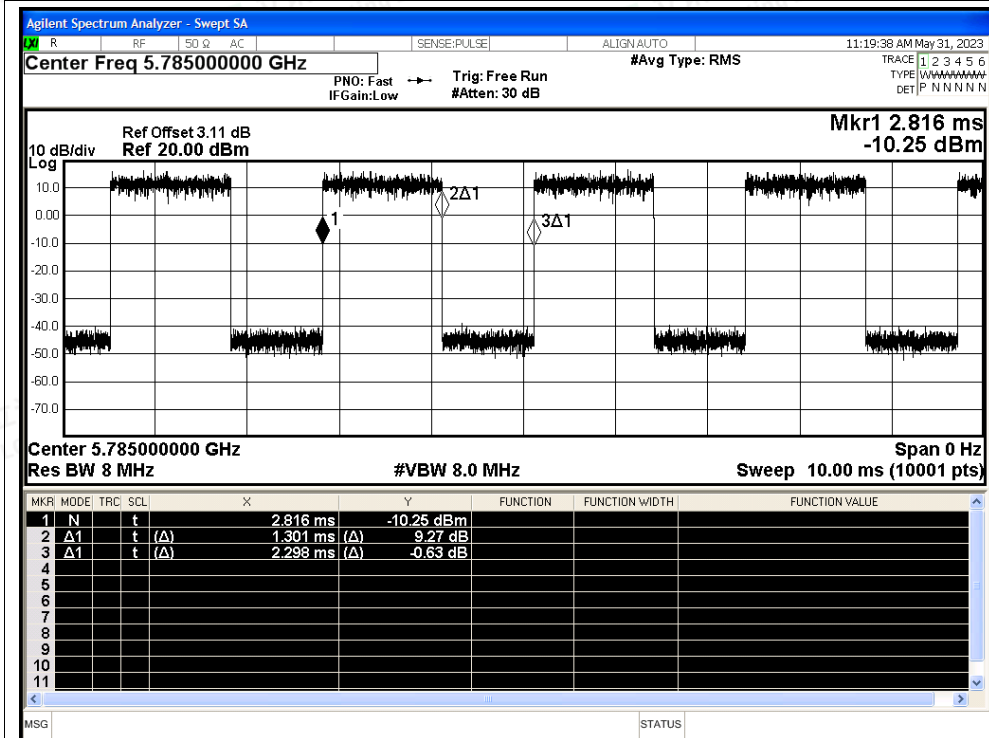 Agilent Spectrum Analyzer - Swept SA
LXI R RF 50 Ω AC SENSE:PULSE ALIGN AUTO 11:19:38 AM May 31, 2023
Center Freq 5.785000000 GHz #Avg Type: RMS TRACE 1 2 3 4 5 6
PNO: Fast Trig: Free Run TYPE W
IFGain:Low #Atten: 30 dB DET P N N N N N
Mkr1 2.816 ms
-10.25 dBm
Ref Offset 3.11 dB
10 dB/div Ref 20.00 dBm
Log
10.0
0.00
-10.0
-20.0
-30.0
-40.0
-50.0
-60.0
-70.0
1
2Δ1
3Δ1
Center 5.785000000 GHz Span 0 Hz
Res BW 8 MHz #VBW 8.0 MHz Sweep 10.00 ms (10001 pts)
MKR MODE TRC SCL X Y FUNCTION FUNCTION WIDTH FUNCTION VALUE
1 N t 2.816 ms -10.25 dBm
2 Δ1 t (Δ) 1.301 ms (Δ) 9.27 dB
3 Δ1 t (Δ) 2.298 ms (Δ) -0.63 dB
4
5
6
7
8
9
10
11
MSG STATUS